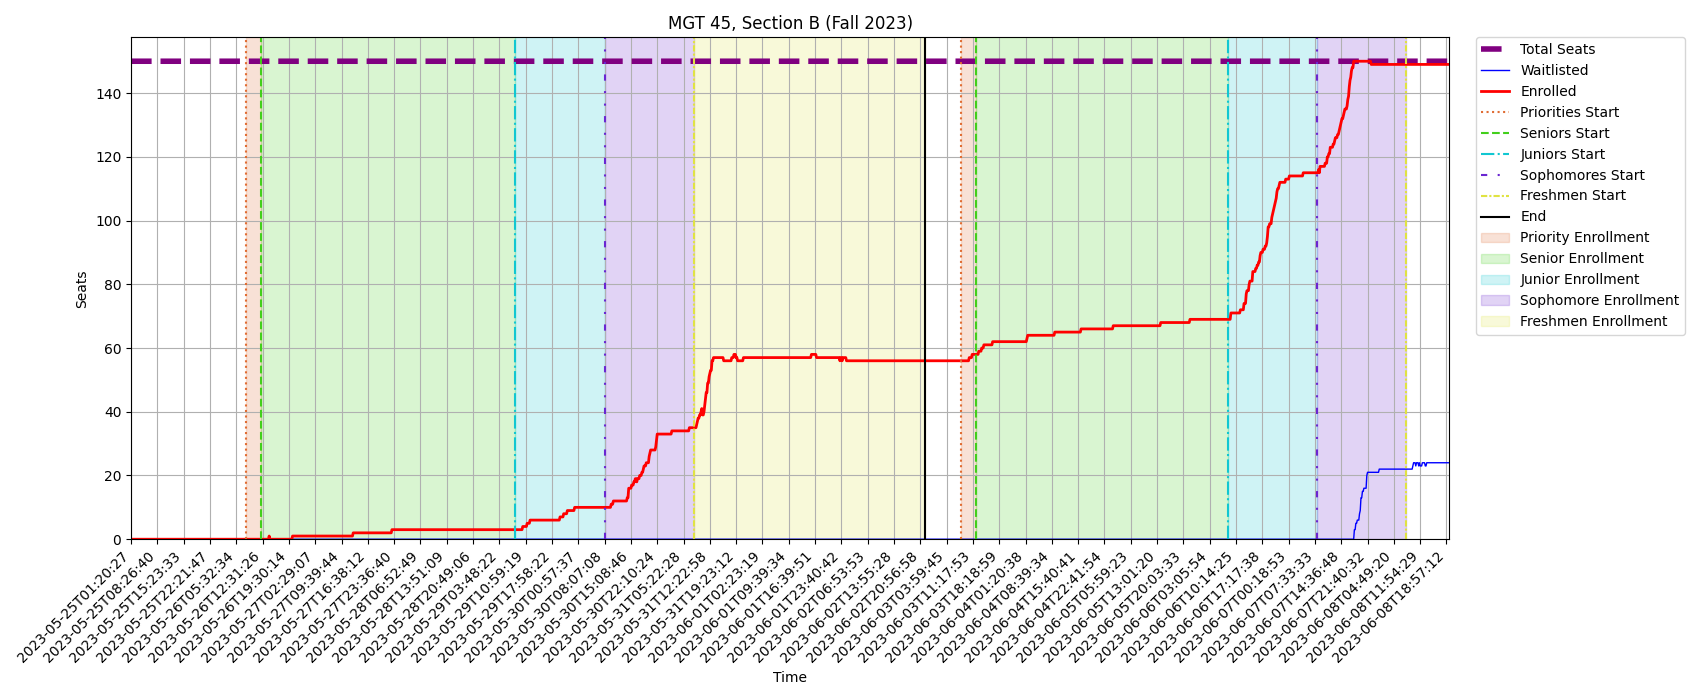 MGT 45, Section B (Fall 2023)
Seats
140
120
100
80
60
40
20
0
2023-05-25T01:20:27
2023-05-25T08:26:40
2023-05-25T15:23:33
2023-05-25T22:21:47
2023-05-26T05:32:34
2023-05-26T12:31:26
2023-05-26T19:30:14
2023-05-27T02:29:07
2023-05-27T09:39:44
2023-05-27T16:38:12
2023-05-27T23:36:40
2023-05-28T06:52:49
2023-05-28T13:51:09
2023-05-28T20:49:06
2023-05-29T03:48:22
2023-05-29T10:59:19
2023-05-29T17:58:22
2023-05-30T00:57:37
2023-05-30T08:07:08
2023-05-30T15:08:46
2023-05-30T22:10:24
2023-05-31T05:22:28
2023-05-31T12:22:58
2023-05-31T19:23:12
2023-06-01T02:23:19
2023-06-01T09:39:34
2023-06-01T16:39:51
2023-06-01T23:40:42
2023-06-02T06:53:53
2023-06-02T13:55:28
2023-06-02T20:56:58
2023-06-03T03:59:45
2023-06-03T11:17:53
2023-06-03T18:18:59
2023-06-04T01:20:38
2023-06-04T08:39:34
2023-06-04T15:40:41
2023-06-04T22:41:54
2023-06-05T05:59:23
2023-06-05T13:01:20
2023-06-05T20:03:33
2023-06-06T03:05:54
2023-06-06T10:14:25
2023-06-06T17:17:38
2023-06-07T00:18:53
2023-06-07T07:33:33
2023-06-07T14:36:48
2023-06-07T21:40:32
2023-06-08T04:49:20
2023-06-08T11:54:29
2023-06-08T18:57:12
Time
Total Seats
Waitlisted
Enrolled
Priorities Start
Seniors Start
Juniors Start
Sophomores Start
Freshmen Start
End
Priority Enrollment
Senior Enrollment
Junior Enrollment
Sophomore Enrollment
Freshmen Enrollment